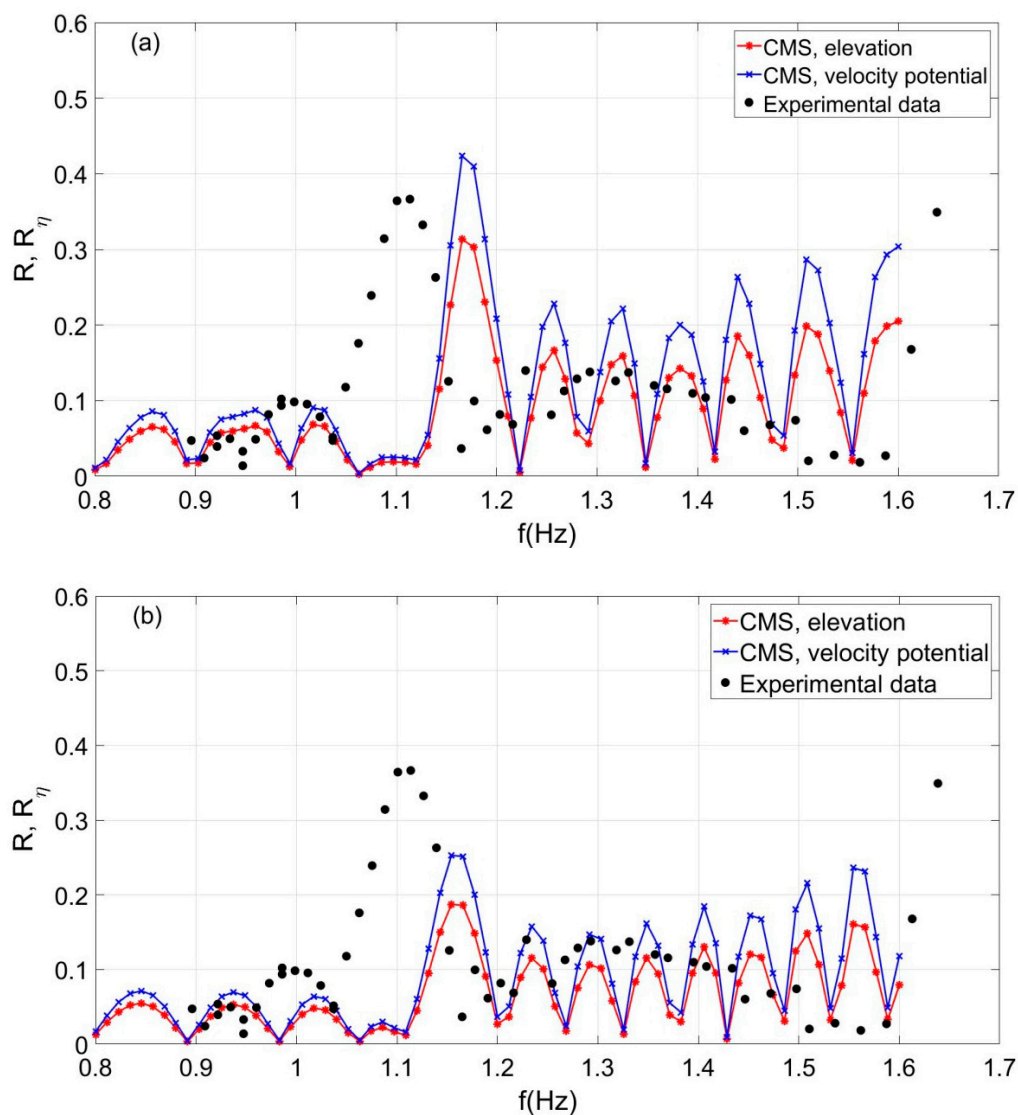 (a)
CMS, elevation
CMS, velocity potential
Experimental data
0.6
0.5
0.4
0.3
0.2
0.1
0
R, Rη
0.8 0.9 1 1.1 1.2 1.3 1.4 1.5 1.6 1.7
f(Hz)
(b)
CMS, elevation
CMS, velocity potential
Experimental data
0.6
0.5
0.4
0.3
0.2
0.1
0
R, Rη
0.8 0.9 1 1.1 1.2 1.3 1.4 1.5 1.6 1.7
f(Hz)